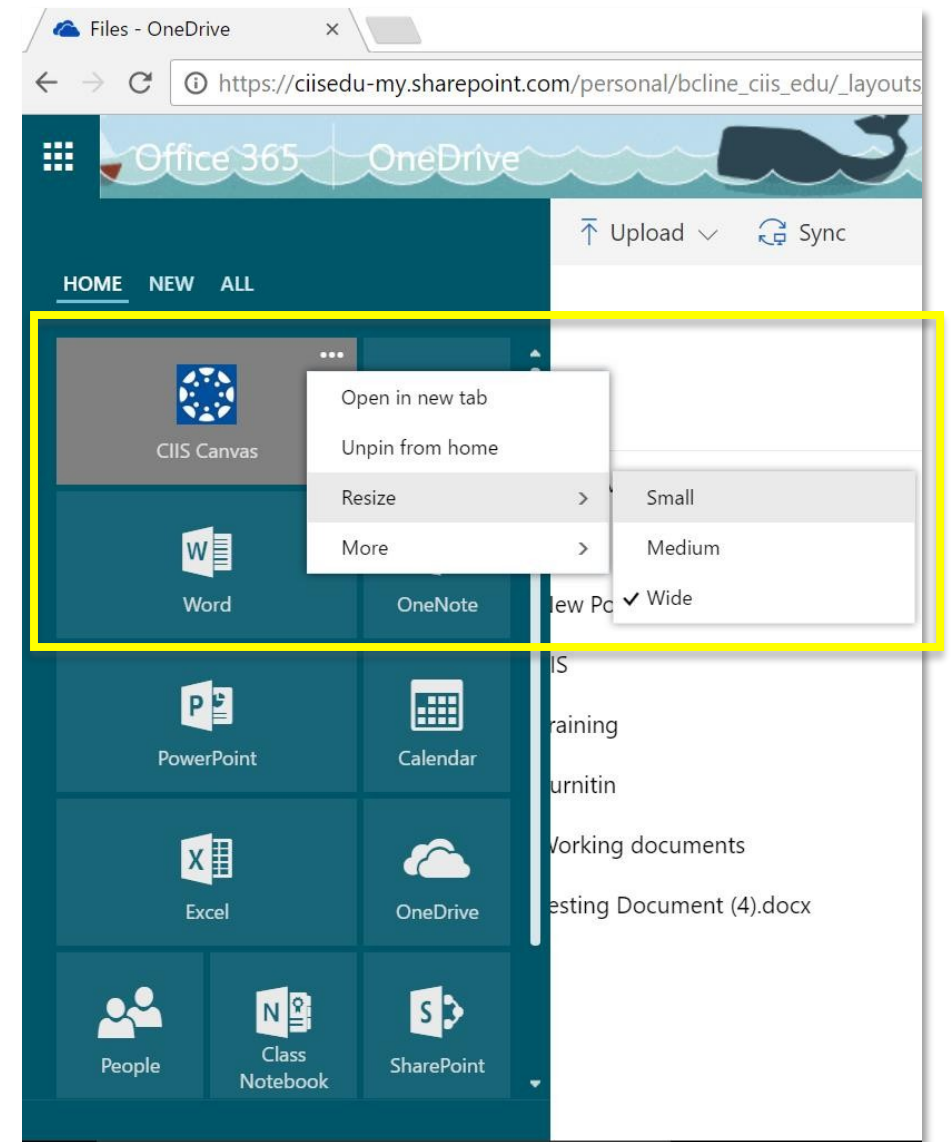 Files - OneDrive
https://ciisedu-my.sharepoint.com/personal/bcline_ciis_edu/_layouts
Office 365 OneDrive
Upload Sync
HOME NEW ALL
CIIS Canvas
Open in new tab
Unpin from home
Resize
More
Small
Medium
Wide
Word
OneNote
ew Po
IS
PowerPoint
Calendar
raining
urnitin
Working documents
Excel
OneDrive
esting Document (4).docx
People
Class
Notebook
SharePoint
W
P
X
N
S